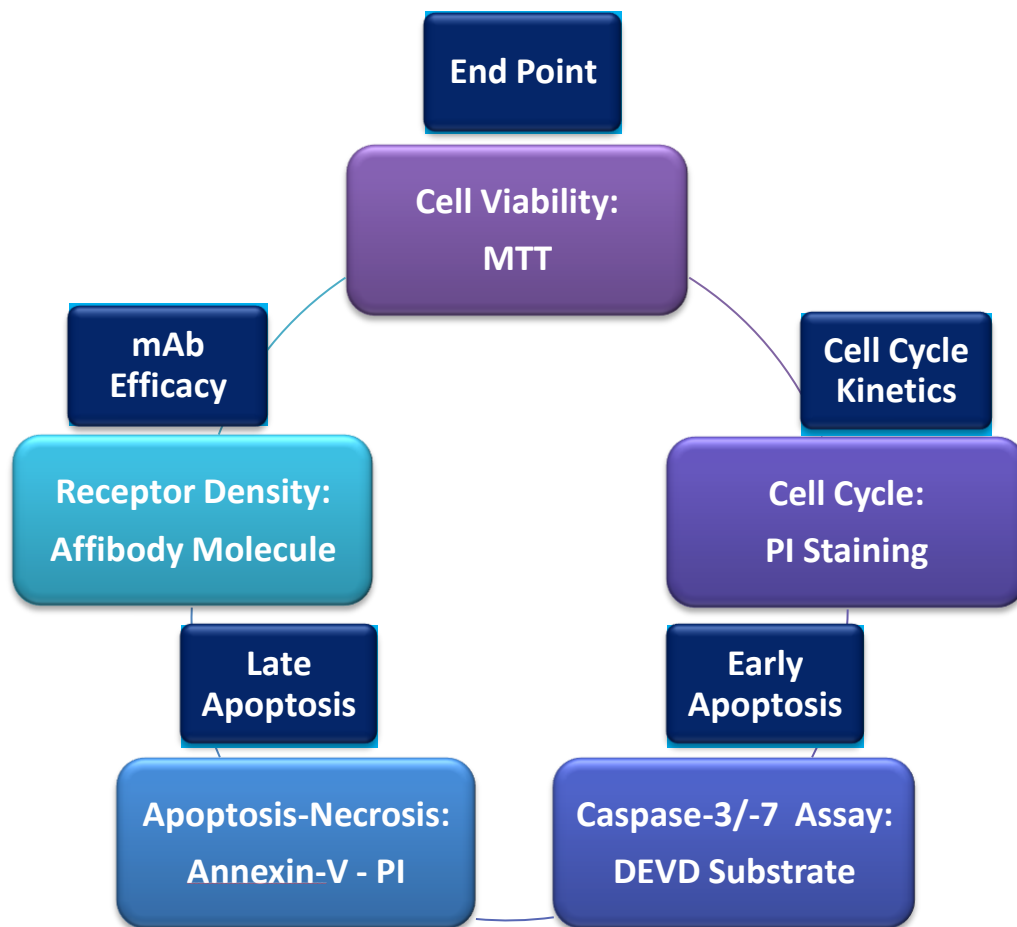 End Point
Cell Viability:
MTT
mAb
Efficacy
Receptor Density:
Affibody Molecule
Cell Cycle
Kinetics
Cell Cycle:
PI Staining
Late
Apoptosis
Apoptosis-Necrosis:
Annexin-V - PI
Early
Apoptosis
Caspase-3/-7 Assay:
DEVD Substrate